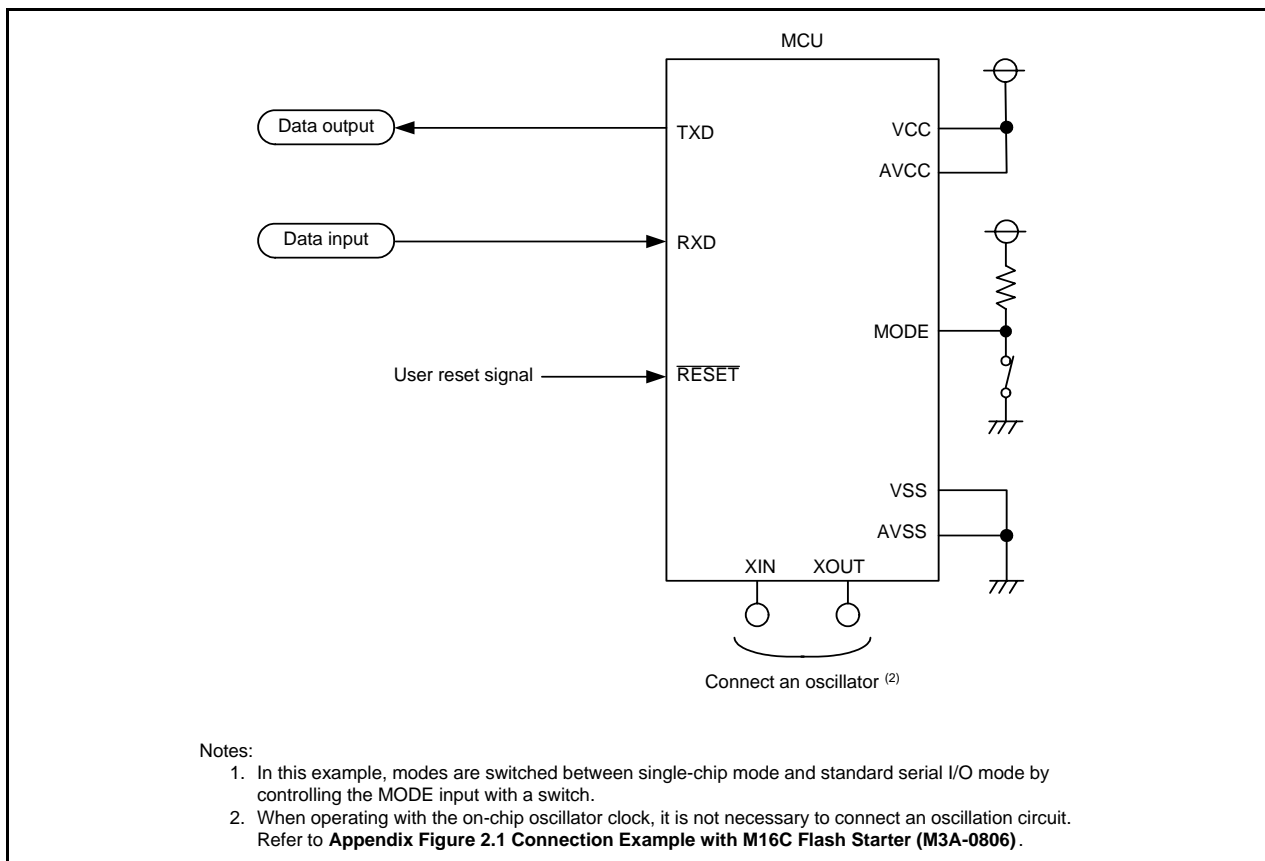 MCU
Data output
TXD
VCC
AVCC
Data input
RXD
MODE
User reset signal
RESET
VSS
AVSS
XIN
XOUT
Connect an oscillator (2)
Notes:
1. In this example, modes are switched between single-chip mode and standard serial I/O mode by
controlling the MODE input with a switch.
2. When operating with the on-chip oscillator clock, it is not necessary to connect an oscillation circuit.
Refer to Appendix Figure 2.1 Connection Example with M16C Flash Starter (M3A-0806).